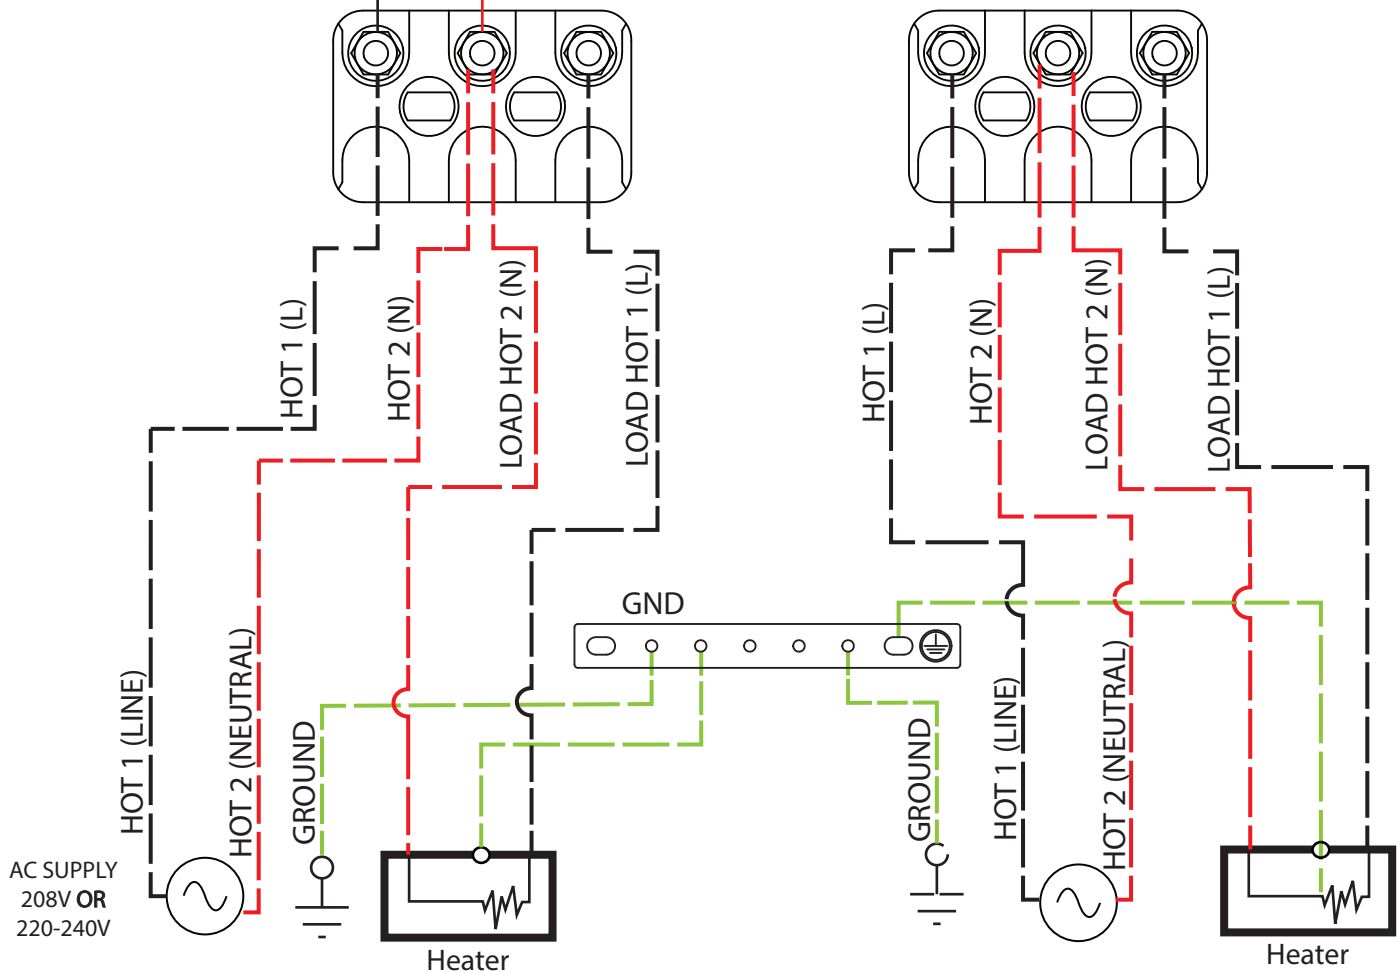 HOT 1 (L)
HOT 2 (N)
LOAD HOT 2 (N)
LOAD HOT 1 (L)
HOT 1 (L)
HOT 2 (N)
LOAD HOT 2 (N)
LOAD HOT 1 (L)
GND
HOT 1 (LINE)
HOT 2 (NEUTRAL)
GROUND
GROUND
HOT 1 (LINE)
HOT 2 (NEUTRAL)
AC SUPPLY
208V OR
220-240V
Heater
Heater